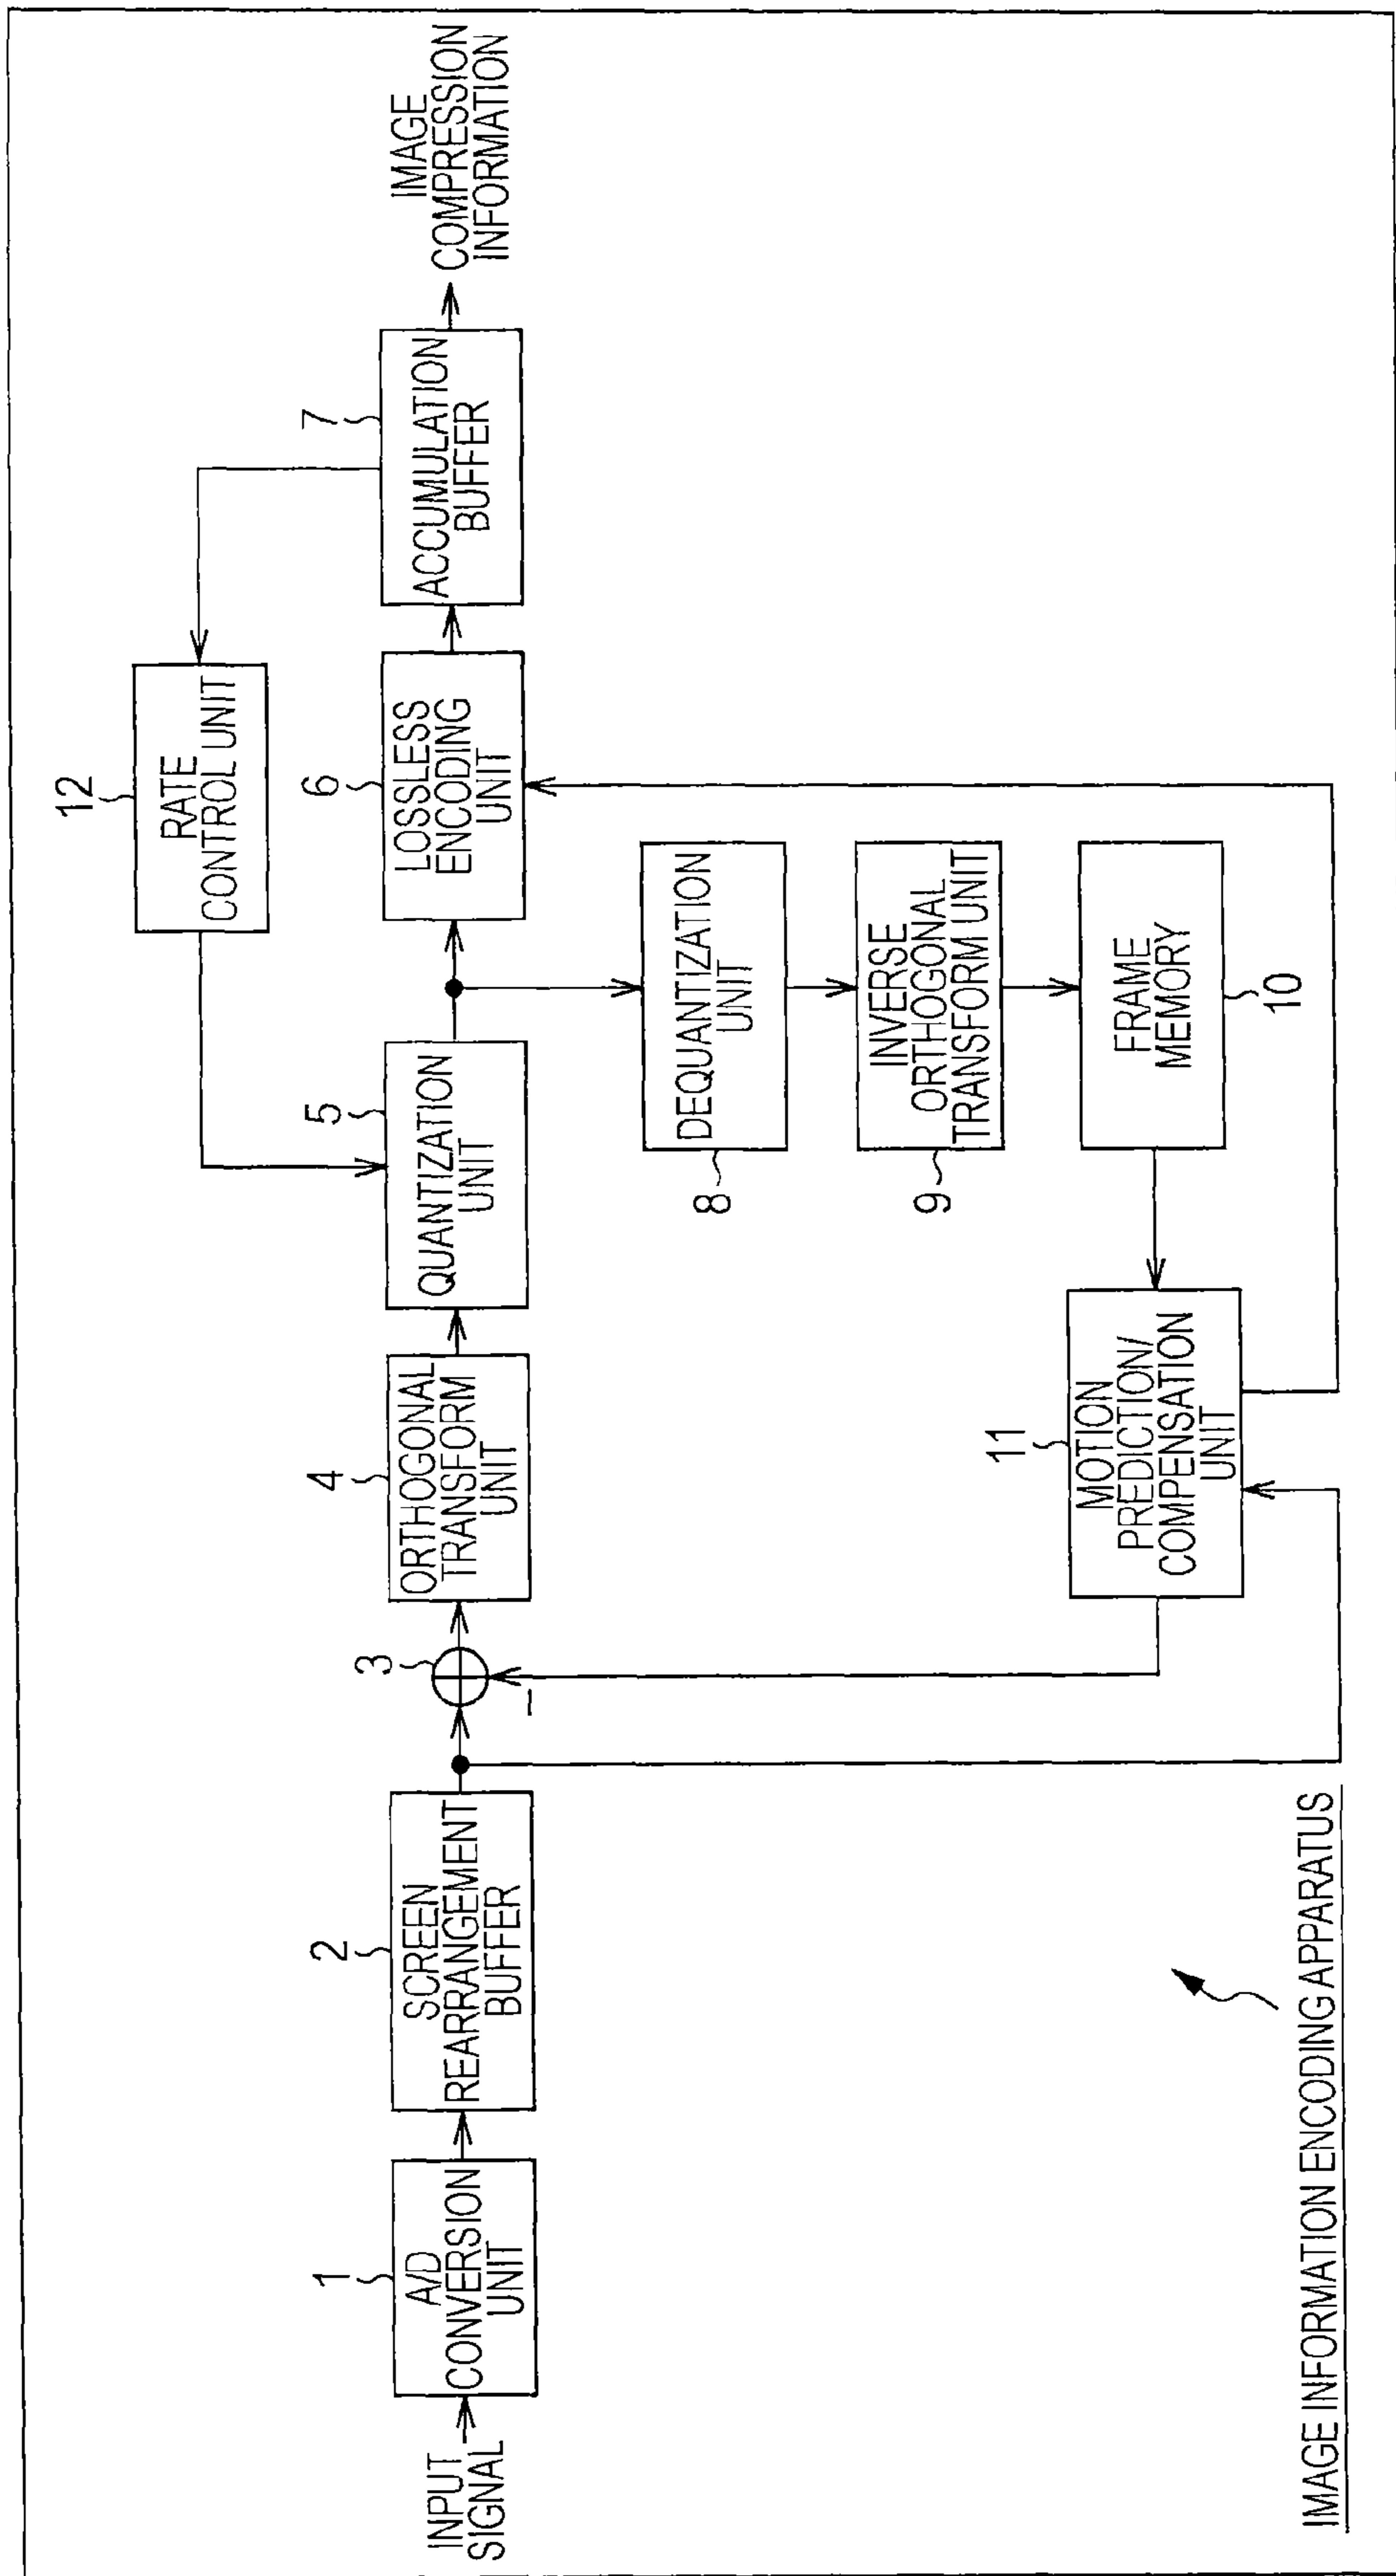 12
RATE
CONTROL UNIT
INPUT
SIGNAL
1
A/D
CONVERSION
UNIT
2
SCREEN
REARRANGEMENT
BUFFER
3
–
4
ORTHOGONAL
TRANSFORM
UNIT
5
QUANTIZATION
UNIT
6
LOSSLESS
ENCODING
UNIT
7
ACCUMULATION
BUFFER
IMAGE
COMPRESSION
INFORMATION
DEQUANTIZATION
UNIT
8
INVERSE
ORTHOGONAL
TRANSFORM UNIT
9
11
MOTION
PREDICTION/
COMPENSATION
UNIT
FRAME
MEMORY
10
IMAGE INFORMATION ENCODING APPARATUS